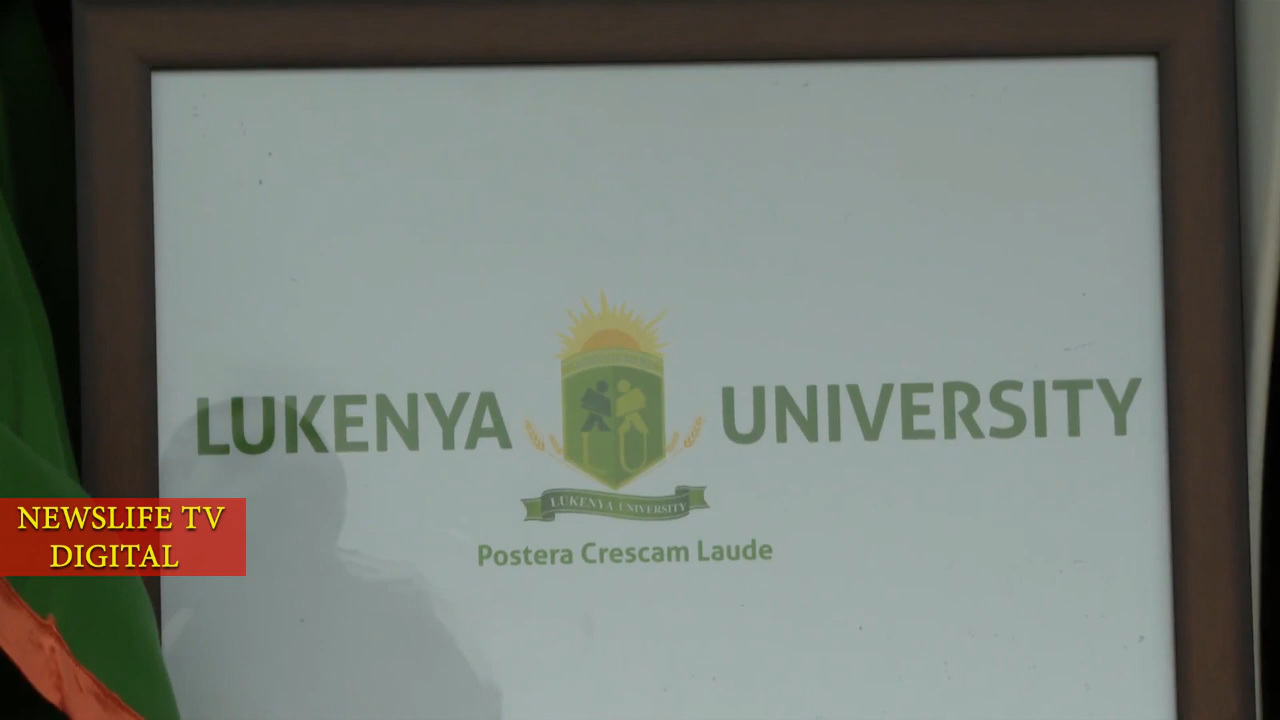 LUKENYA UNIVERSITY
LUKENYA UNIVERSITY
Postera Crescam Laude
NEWSLIFE TV
DIGITAL